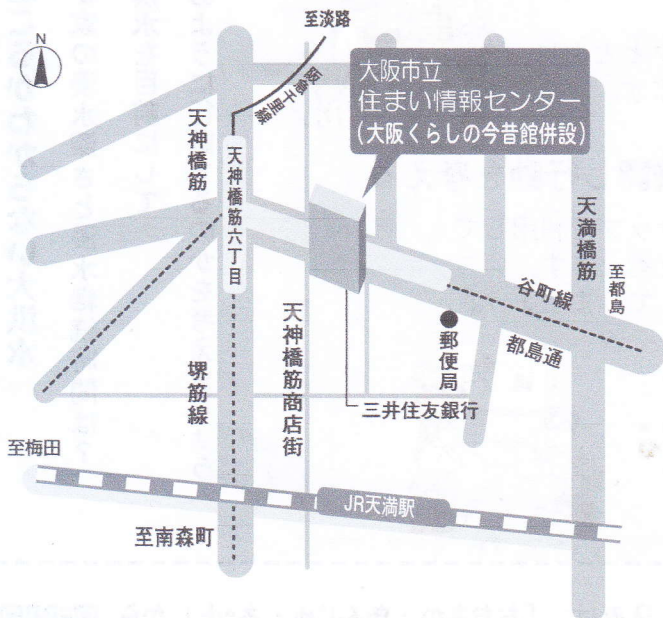 至淡路
N
阪急千里線
大阪市立
住まい情報センター
(大阪くらしの今昔館併設)
天神橋筋
天神橋筋六丁目
天満橋筋
至都島
谷町線
都島通
郵便局
天神橋筋商店街
堺筋線
三井住友銀行
至梅田
JR天満駅
至南森町